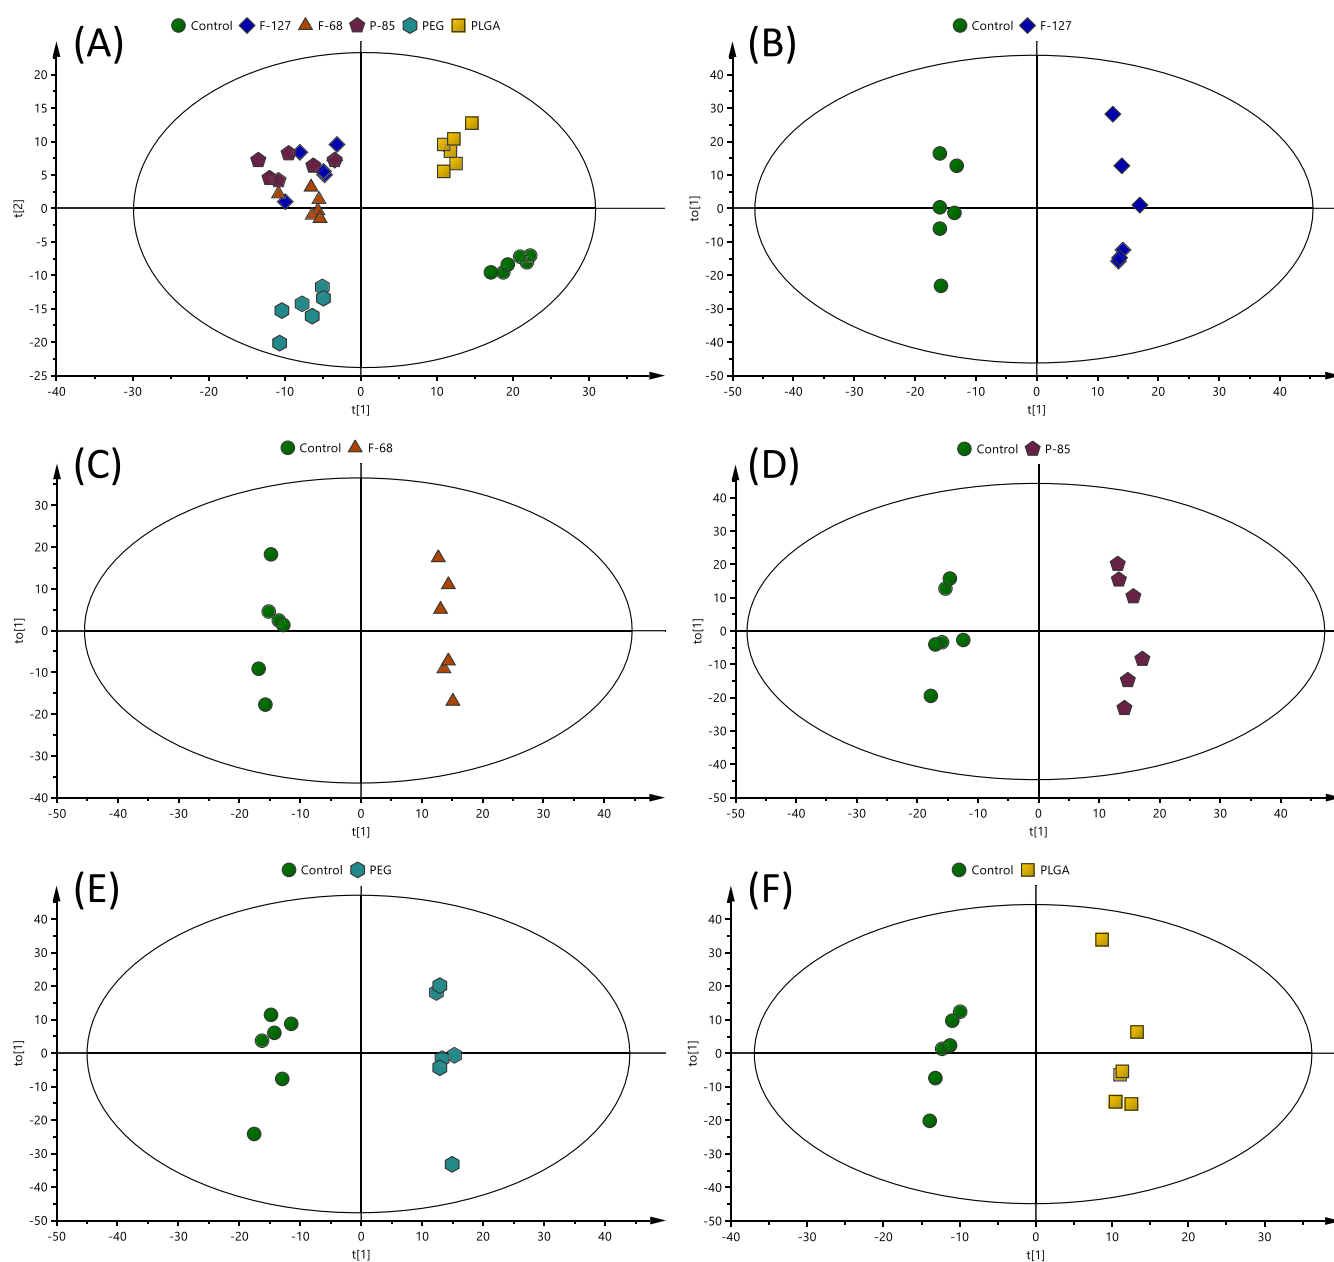 (A)
Control F-127 F-68 P-85 PEG PLGA
t[2]
20
15
10
5
0
-5
-10
-15
-20
-25
-40 -30 -20 -10 0 10 20 30
t[1]
(B)
Control F-127
to[1]
40
30
20
10
0
-10
-20
-30
-40
-50
-50 -40 -30 -20 -10 0 10 20 30 40
t[1]
(C)
Control F-68
to[1]
30
20
10
0
-10
-20
-30
-40
-50 -40 -30 -20 -10 0 10 20 30 40
t[1]
(D)
Control P-85
to[1]
40
30
20
10
0
-10
-20
-30
-40
-50
-50 -40 -30 -20 -10 0 10 20 30 40
t[1]
(E)
Control PEG
to[1]
40
30
20
10
0
-10
-20
-30
-40
-50
-50 -40 -30 -20 -10 0 10 20 30 40
t[1]
(F)
Control PLGA
to[1]
40
30
20
10
0
-10
-20
-30
-40
-50
-40 -30 -20 -10 0 10 20 30
t[1]